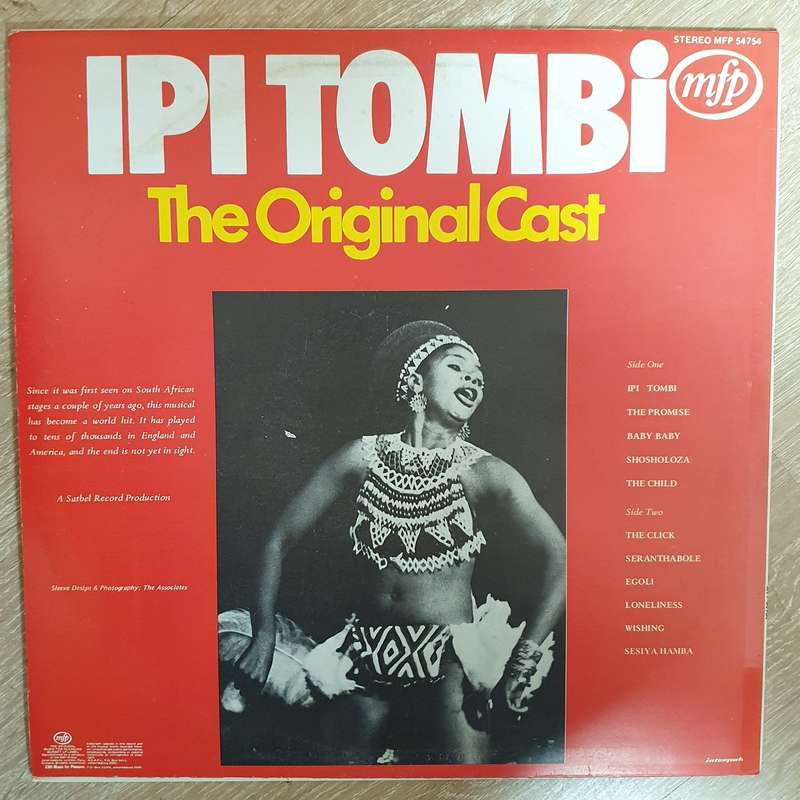 STEREO MFP 54754
IPI TOMBi
mfp
The Original Cast
Since it was first seen on South African
stages a couple of years ago, this musical
has become a world hit. It has played
to tens of thousands in England and
America, and the end is not yet in sight.
A Satbel Record Production
Sleeve Design & Photography: The Associates
Side One
IPI TOMBI
THE PROMISE
BABY BABY
SHOSHOLOZA
THE CHILD
Side Two
THE CLICK
SERANTHABOLE
EGOLI
LONELINESS
WISHING
SESIYA HAMBA
mfp
interpak